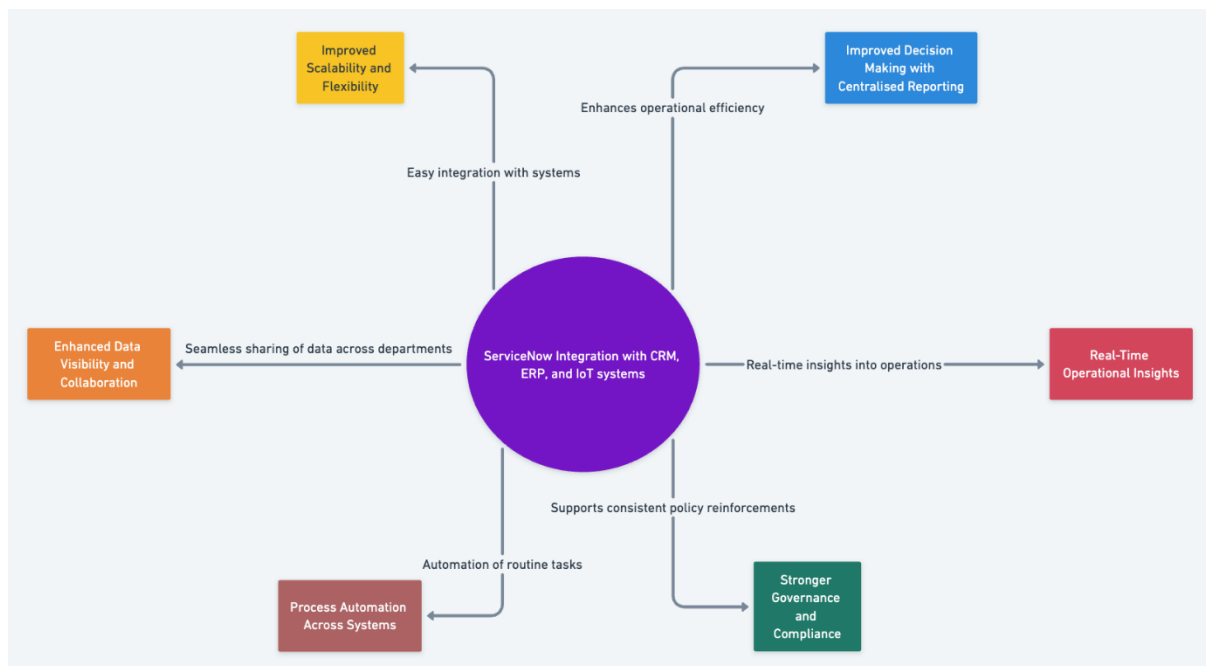 Improved
Scalability and
Flexibility
Improved Decision
Making with
Centralised Reporting
Enhances operational efficiency
Easy integration with systems
Enhanced Data
Visibility and
Collaboration
Seamless sharing of data across departments
ServiceNow Integration with CRM,
ERP, and IoT systems
Real-time insights into operations
Real-Time
Operational Insights
Supports consistent policy reinforcements
Automation of routine tasks
Process Automation
Across Systems
Stronger
Governance
and
Compliance